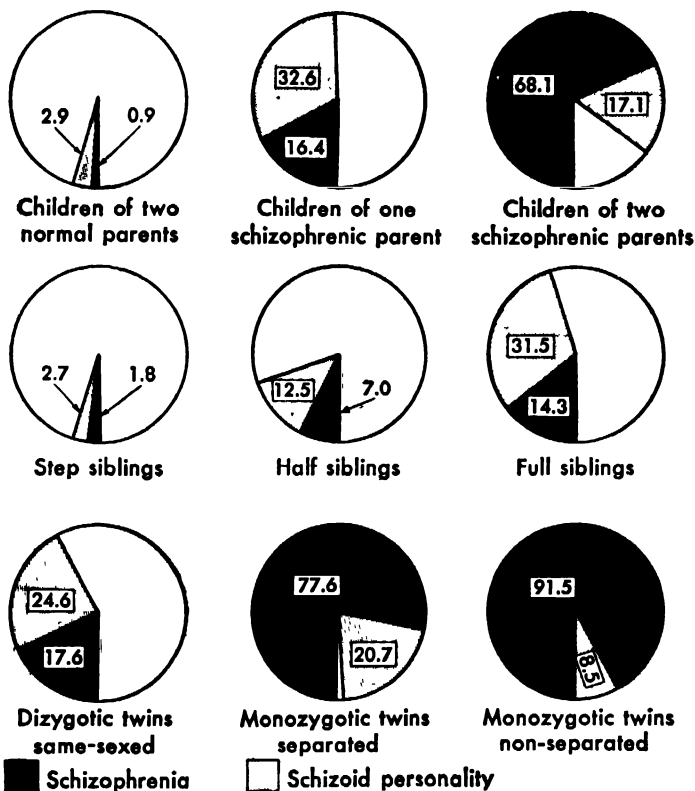 2.9 0.9
Children of two
normal parents
32.6
16.4
Children of one
schizophrenic parent
68.1
17.1
Children of two
schizophrenic parents
2.7 1.8
Step siblings
12.5 7.0
Half siblings
31.5
14.3
Full siblings
24.6
17.6
Dizygotic twins
same-sexed
77.6
20.7
Monozygotic twins
separated
91.5
8.5
Monozygotic twins
non-separated
Schizophrenia Schizoid personality